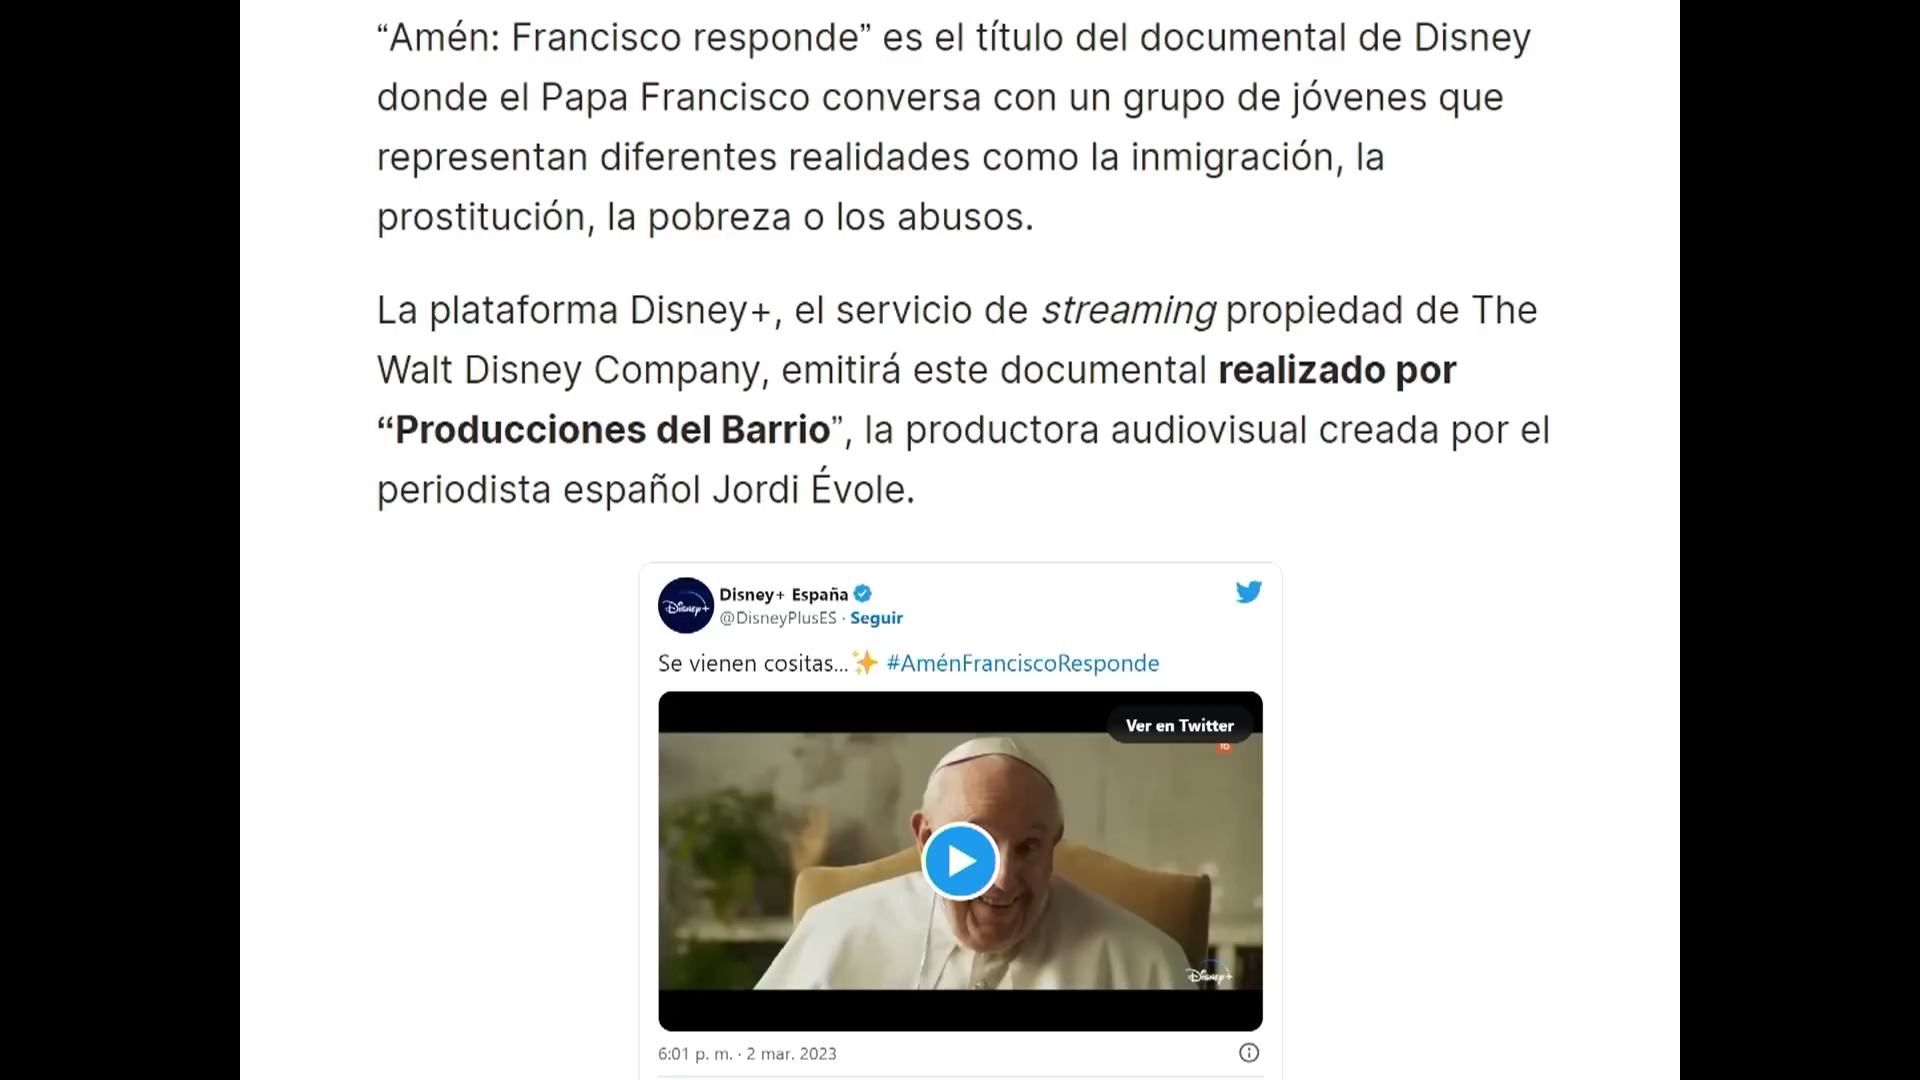 “Amén: Francisco responde” es el título del documental de Disney
donde el Papa Francisco conversa con un grupo de jóvenes que
representan diferentes realidades como la inmigración, la
prostitución, la pobreza o los abusos.
La plataforma Disney+, el servicio de streaming propiedad de The
Walt Disney Company, emitirá este documental realizado por
“Producciones del Barrio”, la productora audiovisual creada por el
periodista español Jordi Évole.
Disney+
Disney+ España
@DisneyPlusES · Seguir
Se vienen cositas...✨ #AménFranciscoResponde
Ver en Twitter
16
Disney+
6:01 p. m. · 2 mar. 2023